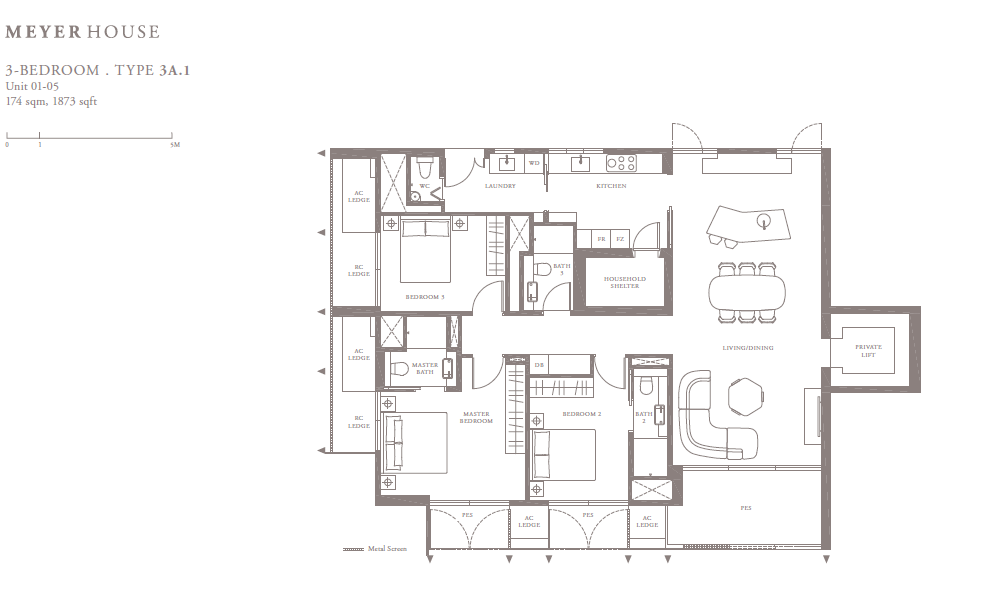 MEYER HOUSE
3-BEDROOM . TYPE 3A.1
Unit 01-05
174 sqm, 1873 sqft
0 1 5M
AC
LEDGE
WC
LAUNDRY
WD
KITCHEN
RC
LEDGE
BEDROOM 3
BATH
3
FR
FZ
HOUSEHOLD
SHELTER
AC
LEDGE
MASTER
BATH
DB
LIVING/DINING
PRIVATE
LIFT
RC
LEDGE
MASTER
BEDROOM
BEDROOM 2
BATH
2
PES
AC
LEDGE
PES
AC
LEDGE
PES
Metal Screen